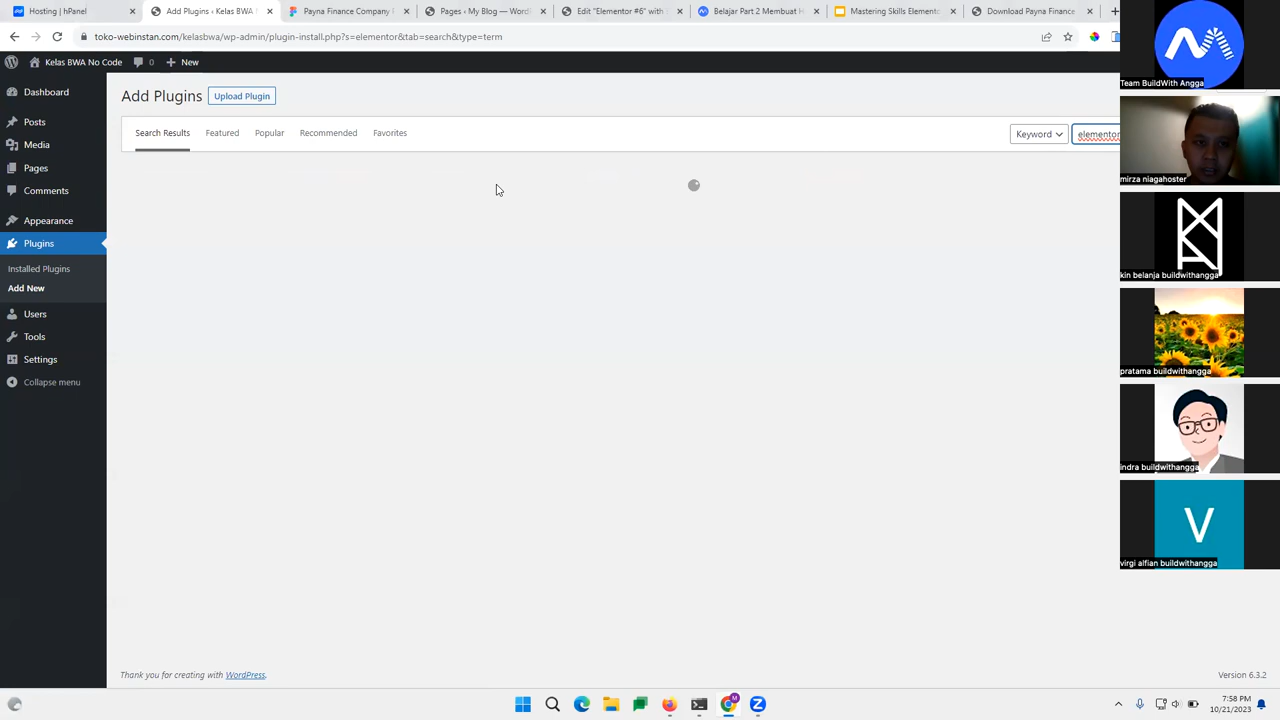 Hosting | hPanel
Add Plugins ‹ Kelas BWA
Payna Finance Company
Pages ‹ My Blog — Word
Edit "Elementor #6" with
Belajar Part 2 Membuat
Mastering Skills Elemento
Download Payna Finance
toko-webinstan.com/kelasbwa/wp-admin/plugin-install.php?s=elementor&tab=search&type=term
Kelas BWA No Code
0
New
Dashboard
Posts
Media
Pages
Comments
Appearance
Plugins
Installed Plugins
Add New
Users
Tools
Settings
Collapse menu
Add Plugins
Upload Plugin
Search Results
Featured
Popular
Recommended
Favorites
Keyword
elementor
Thank you for creating with WordPress.
Version 6.3.2
Team BuildWith Angga
mirza niagahoster
kin belanja buildwithangga
pratama buildwithangga
indra buildwithangga
V
virgi alfian buildwithangga
M
7:58 PM
10/21/2023